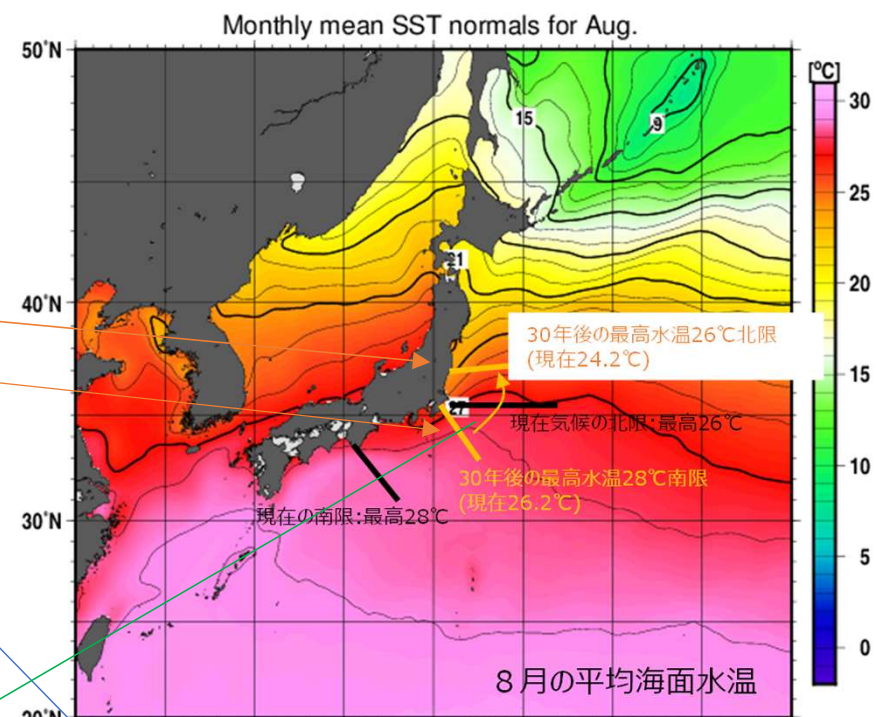 Monthly mean SST normals for Aug.
50°N
[°C]
30
15
9
25
21
20
40°N
30年後の最高水温26℃北限
(現在24.2℃)
15
27
現在気候の北限:最高26℃
10
30年後の最高水温28℃南限
(現在26.2℃)
30°N
現在の南限:最高28℃
5
0
８月の平均海面水温
20°N